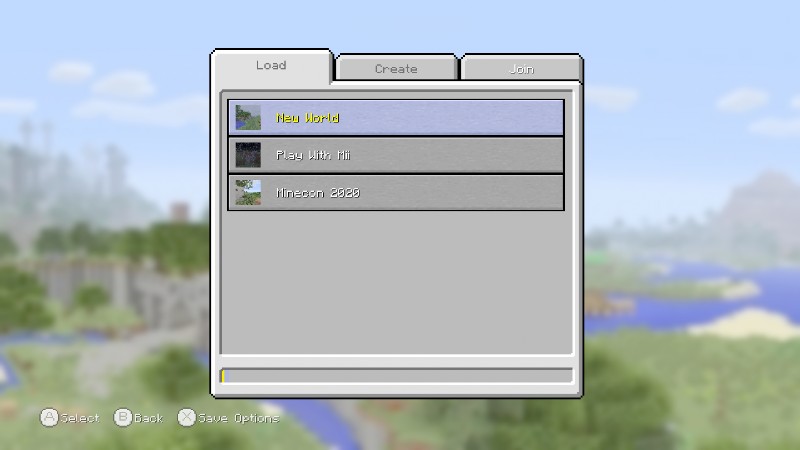 Load
Create
Join
New World
Play With Mii
Minecon 2020
A Select B Back X Save Options